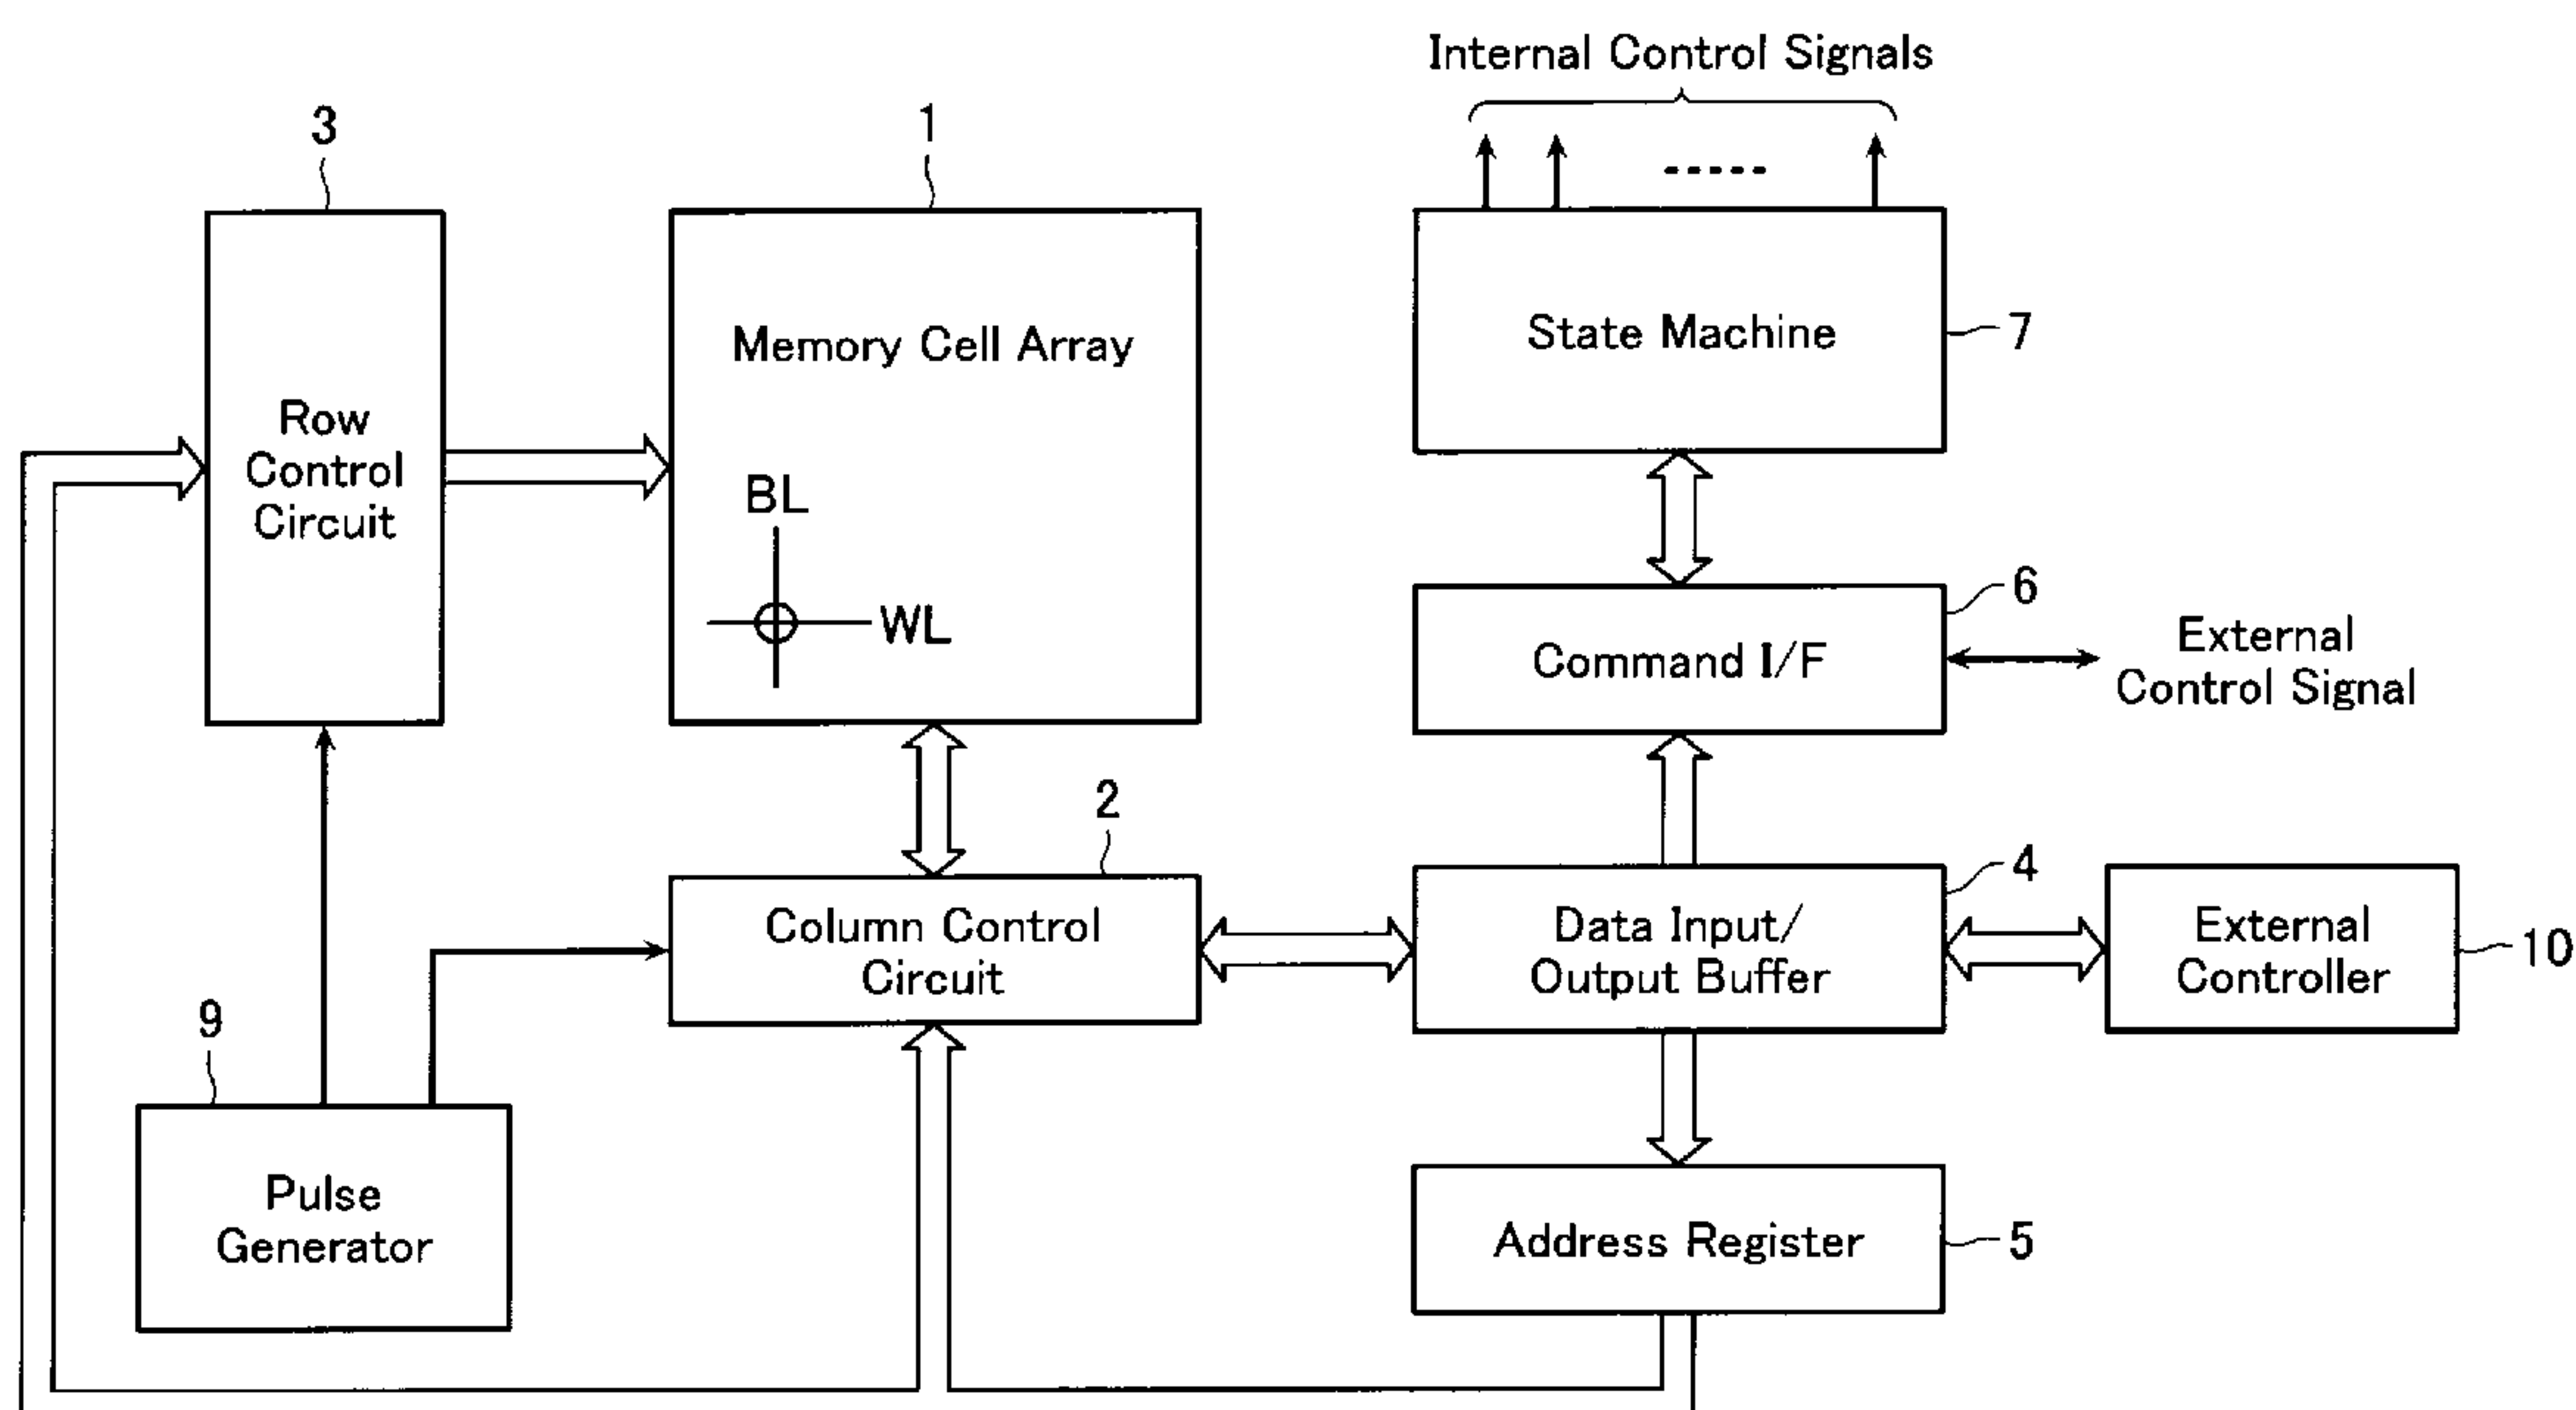 Internal Control Signals
3
1
Row
Control
Circuit
Memory Cell Array
BL
WL
State Machine
7
6
Command I/F
External
Control Signal
2
Column Control
Circuit
4
Data Input/
Output Buffer
External
Controller
10
9
Pulse
Generator
Address Register
5